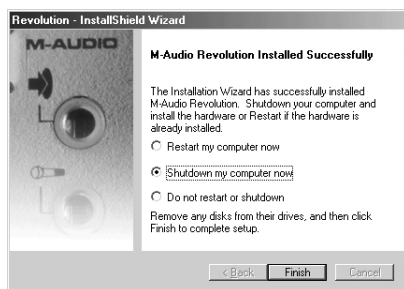 Revolution - InstallShield Wizard
M-AUDIO
M-Audio Revolution Installed Successfully
The Installation Wizard has successfully installed
M-Audio Revolution. Shutdown your computer and
install the hardware or Restart if the hardware is
already installed.
Restart my computer now
Shutdown my computer now
Do not restart or shutdown
Remove any disks from their drives, and then click
Finish to complete setup.
< Back
Finish
Cancel